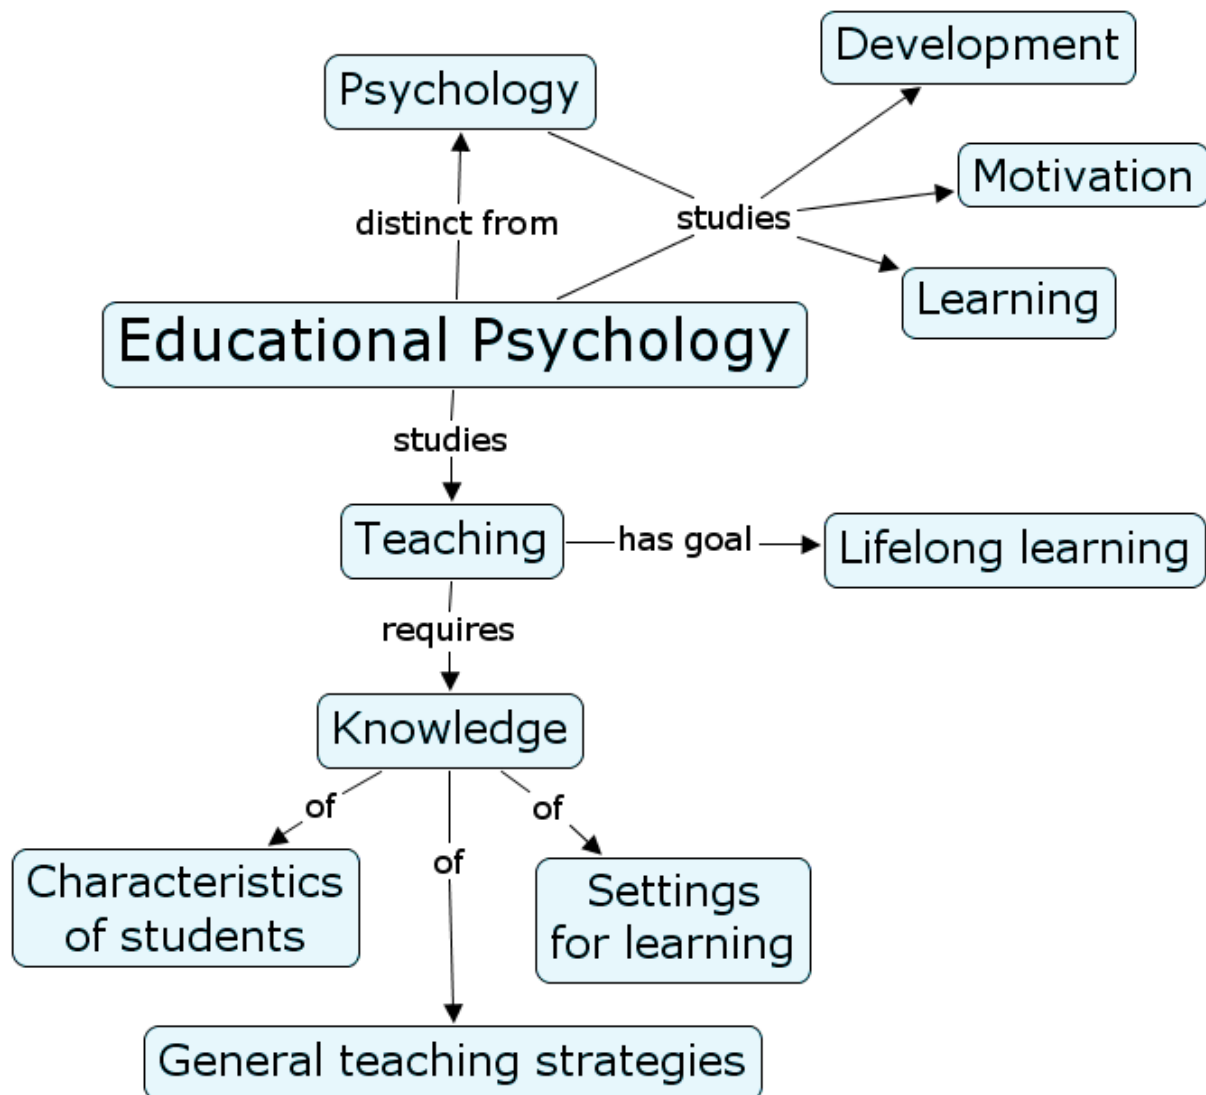 Development
Psychology
Motivation
studies
distinct from
Learning
Educational Psychology
studies
Teaching
has goal
Lifelong learning
requires
Knowledge
of
of
of
Characteristics
of students
Settings
for learning
General teaching strategies